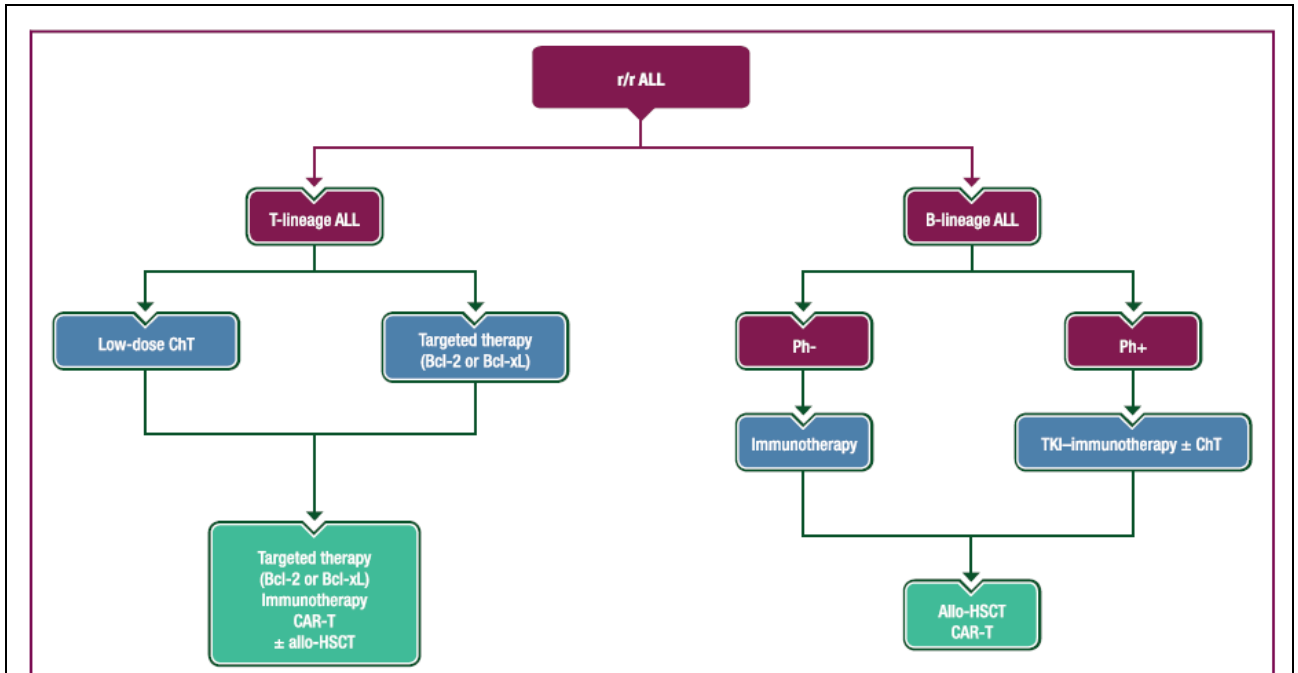 r/r ALL
T-lineage ALL
B-lineage ALL
Low-dose ChT
Targeted therapy
(Bcl-2 or Bcl-xL)
Ph-
Ph+
Immunotherapy
TKI–immunotherapy ± ChT
Targeted therapy
(Bcl-2 or Bcl-xL)
Immunotherapy
CAR-T
± allo-HSCT
Allo-HSCT
CAR-T